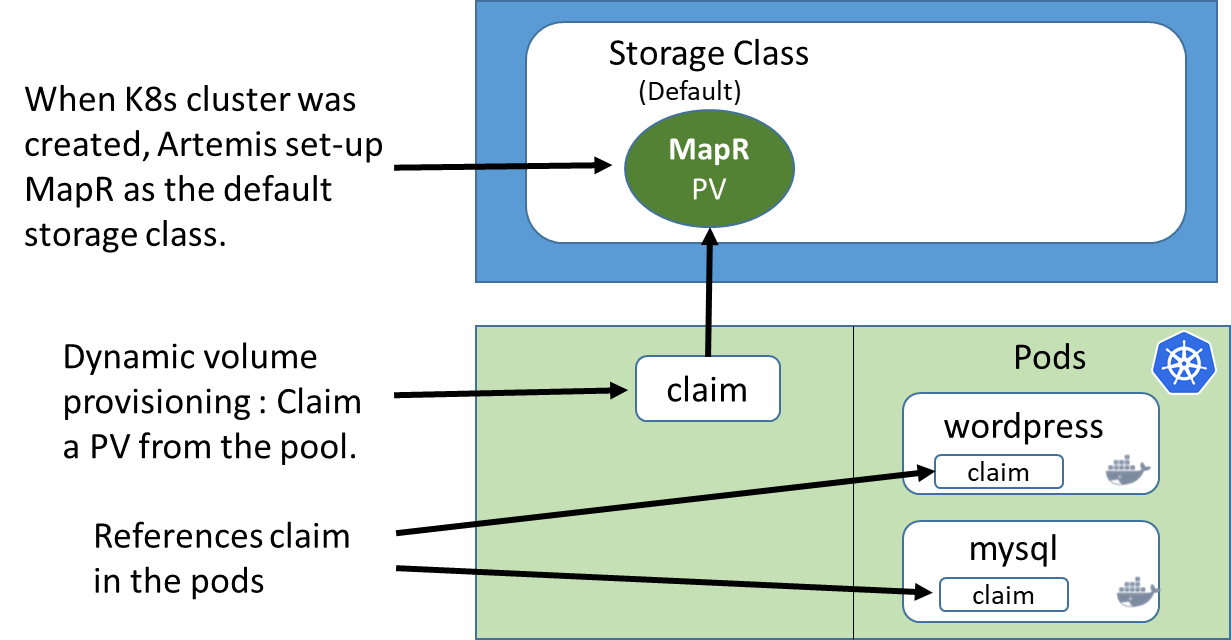 Storage Class
(Default)
MapR
PV
When K8s cluster was
created, Artemis set-up
MapR as the default
storage class.
Dynamic volume
provisioning : Claim
a PV from the pool.
claim
Pods
wordpress
claim
References claim
in the pods
mysql
claim